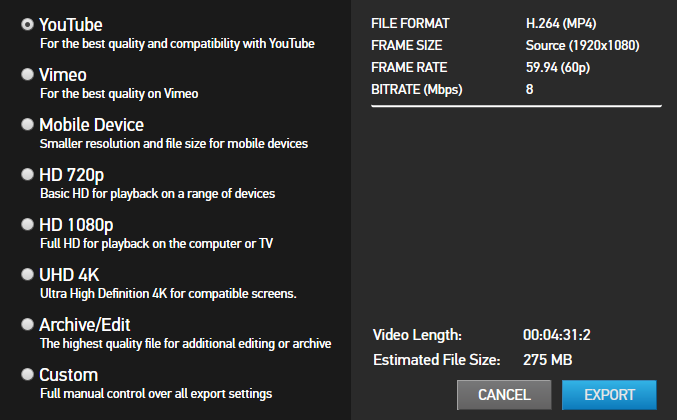 YouTube
For the best quality and compatibility with YouTube
Vimeo
For the best quality on Vimeo
Mobile Device
Smaller resolution and file size for mobile devices
HD 720p
Basic HD for playback on a range of devices
HD 1080p
Full HD for playback on the computer or TV
UHD 4K
Ultra High Definition 4K for compatible screens.
Archive/Edit
The highest quality file for additional editing or archive
Custom
Full manual control over all export settings
FILE FORMAT H.264 (MP4)
FRAME SIZE Source (1920x1080)
FRAME RATE 59.94 (60p)
BITRATE (Mbps) 8
Video Length: 00:04:31:2
Estimated File Size: 275 MB
CANCEL EXPORT